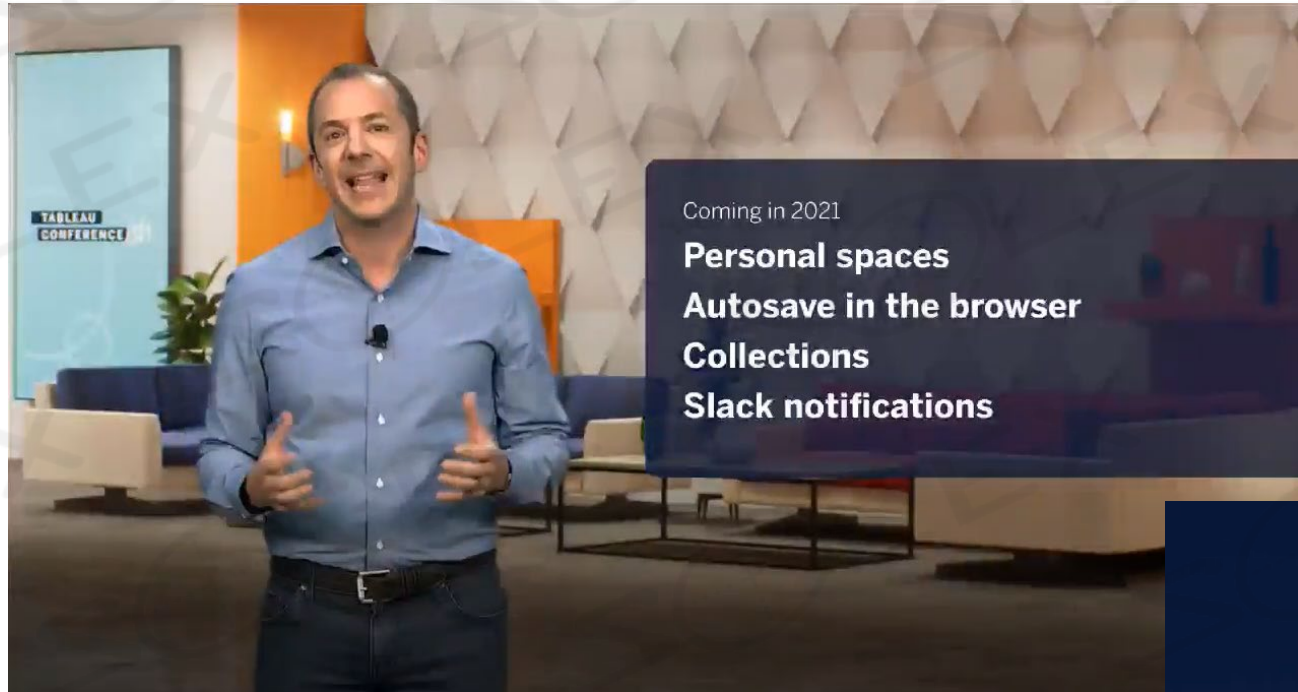 TABLEAU
CONFERENCE
Coming in 2021
Personal spaces
Autosave in the browser
Collections
Slack notifications